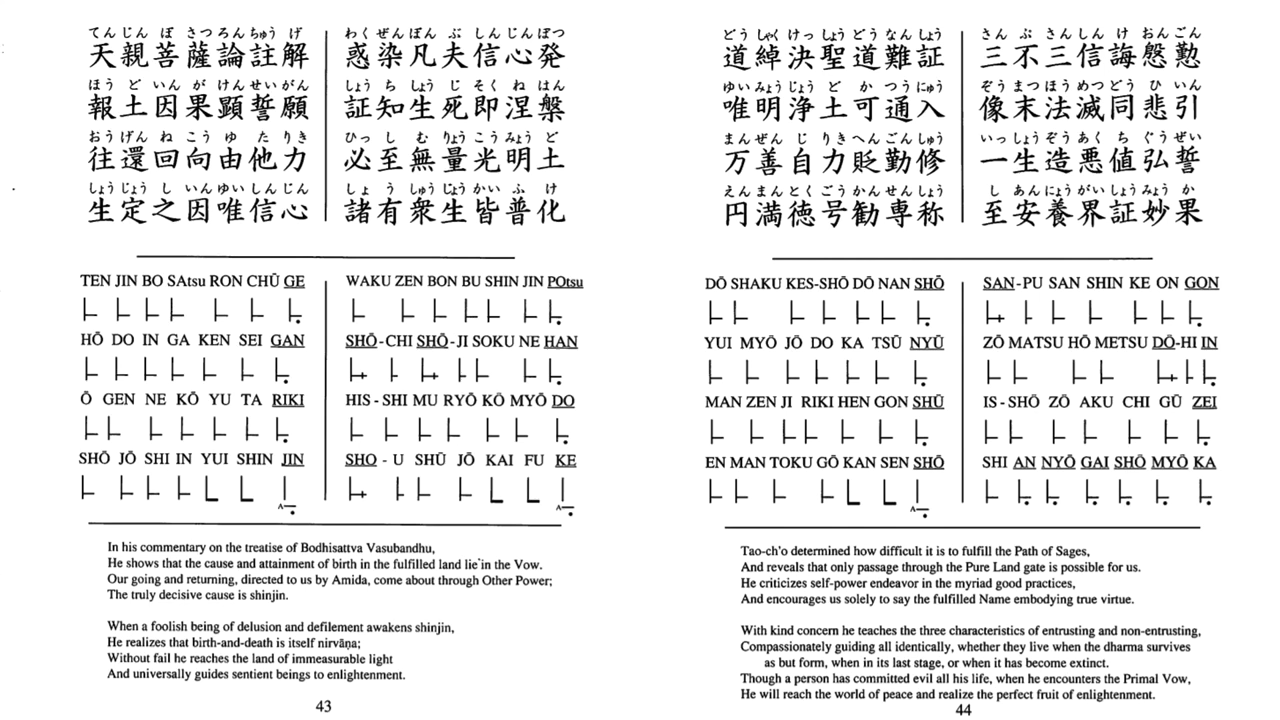 てんじん ぼ さつろんちゅう げ
天親菩薩論註解
ほう ど いん が けんせいがん
報土因果顕誓願
おうげん ね こう ゆ た りき
往還回向由他力
しょうじょう し いんゆいしんじん
生定之因唯信心
わく ぜんぼん ぶ しんじんぽつ
惑染凡夫信心発
しょう ち しょう じ そく ね はん
証知生死即涅槃
ひっ し む りょうこうみょう ど
必至無量光明土
しょ う しゅうじょうかい ふ け
諸有衆生皆普化
TEN JIN BO SAtsu RON CHŪ GE
HŌ DO IN GA KEN SEI GAN
Ō GEN NE KŌ YU TA RIKI
SHŌ JŌ SHI IN YUI SHIN JIN
WAKU ZEN BON BU SHIN JIN POtsu
SHŌ - CHI SHŌ - JI SOKU NE HAN
HIS - SHI MU RYŌ KŌ MYŌ DO
SHO - U SHŪ JŌ KAI FU KE
In his commentary on the treatise of Bodhisattva Vasubandhu,
He shows that the cause and attainment of birth in the fulfilled land lie in the Vow.
Our going and returning, directed to us by Amida, come about through Other Power;
The truly decisive cause is shinjin.
When a foolish being of delusion and defilement awakens shinjin,
He realizes that birth-and-death is itself nirvāṇa;
Without fail he reaches the land of immeasurable light
And universally guides sentient beings to enlightenment.
43
どう しゃく けっ しょうどう なんしょう
道綽決聖道難証
ゆいみょうじょう ど か つうにゅう
唯明浄土可通入
まんぜん じ りきへんごんしゅう
万善自力貶勤修
えんまんとくごうかんせんしょう
円満徳号勧専称
さん ぷ さんしん け おんごん
三不三信誨慇懃
ぞうまつほうめつどう ひ いん
像末法滅同悲引
いっしょうぞうあく ち ぐうぜい
一生造悪値弘誓
し あんにょうがいしょうみょう か
至安養界証妙果
DŌ SHAKU KES-SHŌ DŌ NAN SHŌ
YUI MYŌ JŌ DO KA TSŪ NYŪ
MAN ZEN JI RIKI HEN GON SHŪ
EN MAN TOKU GŌ KAN SEN SHŌ
SAN-PU SAN SHIN KE ON GON
ZŌ MATSU HŌ METSU DŌ-HI IN
IS - SHŌ ZŌ AKU CHI GŪ ZEI
SHI AN NYŌ GAI SHŌ MYŌ KA
Tao-ch'o determined how difficult it is to fulfill the Path of Sages,
And reveals that only passage through the Pure Land gate is possible for us.
He criticizes self-power endeavor in the myriad good practices,
And encourages us solely to say the fulfilled Name embodying true virtue.
With kind concern he teaches the three characteristics of entrusting and non-entrusting,
Compassionately guiding all identically, whether they live when the dharma survives
as but form, when in its last stage, or when it has become extinct.
Though a person has committed evil all his life, when he encounters the Primal Vow,
He will reach the world of peace and realize the perfect fruit of enlightenment.
44